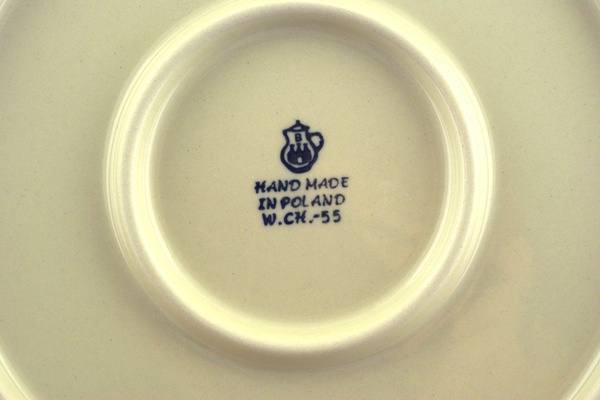 B
HAND MADE
IN POLAND
W.CH.-55